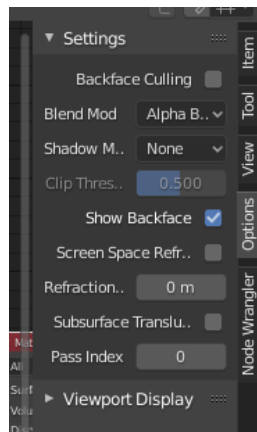 Settings
Backface Culling
Blend Mod Alpha B..
Shadow M.. None
Clip Thres.. 0.500
Show Backface
Screen Space Refr..
Refraction.. 0 m
Subsurface Translu..
Pass Index 0
Viewport Display
Item
Tool
View
Options
Node Wrangler
Mat
All
Surf
Volu